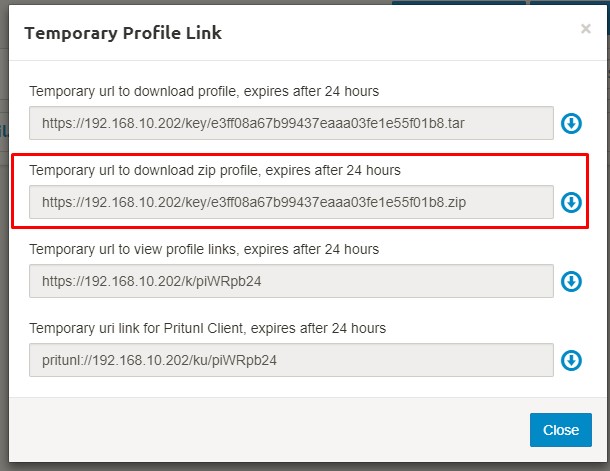 Temporary Profile Link
×
Temporary url to download profile, expires after 24 hours
https://192.168.10.202/key/e3ff08a67b99437eaaa03fe1e55f01b8.tar
Temporary url to download zip profile, expires after 24 hours
https://192.168.10.202/key/e3ff08a67b99437eaaa03fe1e55f01b8.zip
Temporary url to view profile links, expires after 24 hours
https://192.168.10.202/k/piWRpb24
Temporary uri link for Pritunl Client, expires after 24 hours
pritunl://192.168.10.202/ku/piWRpb24
Close